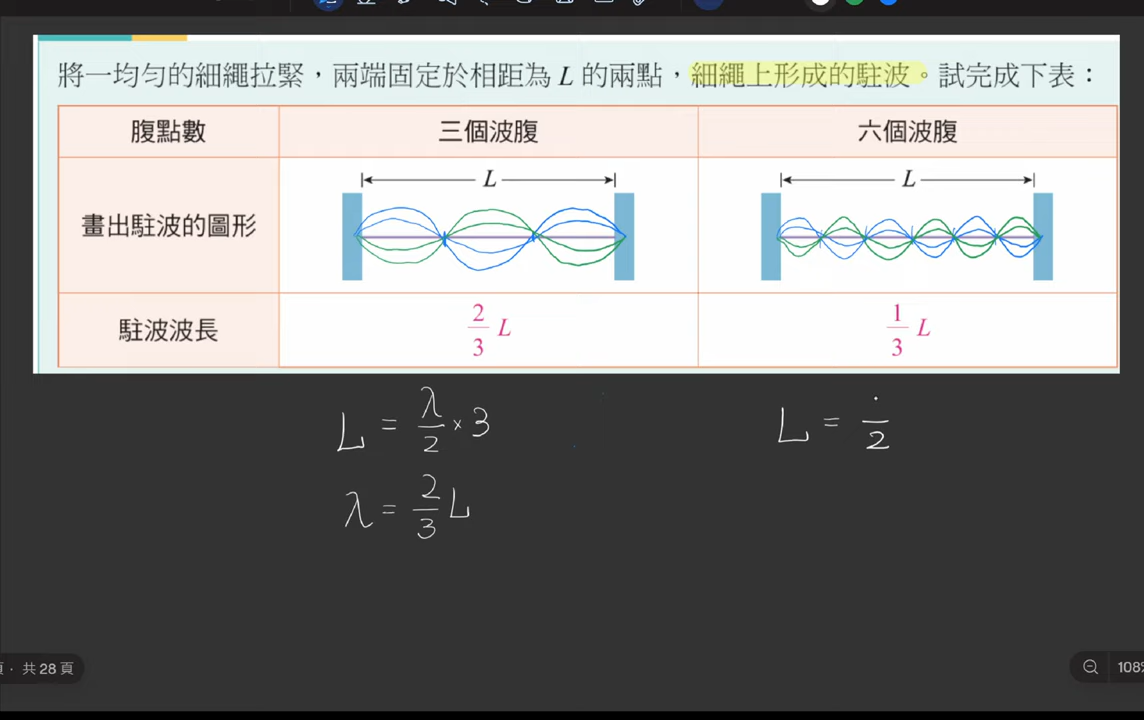 將一均勻的細繩拉緊，兩端固定於相距為 L 的兩點，細繩上形成的駐波。試完成下表：
腹點數 三個波腹 六個波腹
L L
畫出駐波的圖形
駐波波長 2/3 L 1/3 L
L = λ/2 × 3 L = /2
λ = 2/3 L
頁 · 共 28 頁
108%